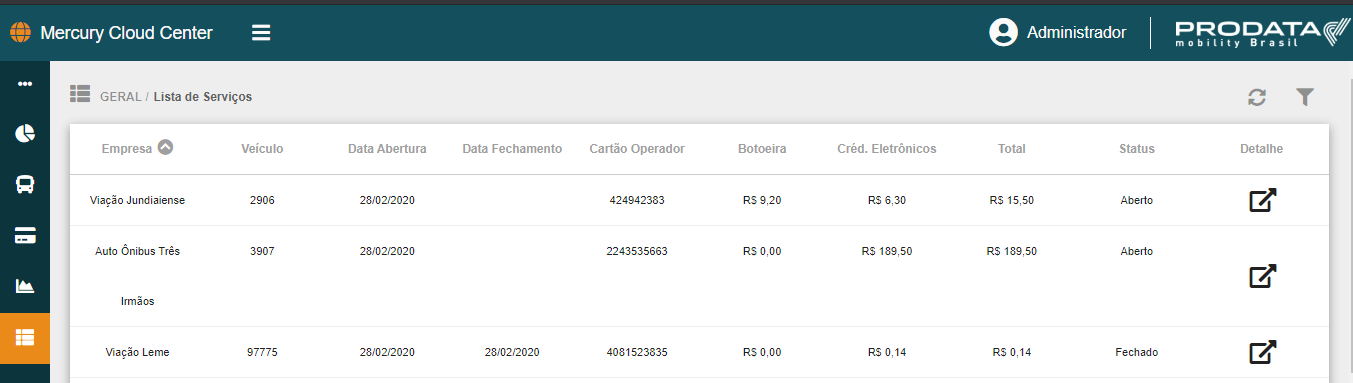 Mercury Cloud Center
Administrador
PRODATA
mobility Brasil
GERAL / Lista de Serviços
Empresa Veículo Data Abertura Data Fechamento Cartão Operador Botoeira Créd. Eletrônicos Total Status Detalhe
Viação Jundiaiense 2906 28/02/2020 424942383 R$ 9,20 R$ 6,30 R$ 15,50 Aberto
Auto Ônibus Três 3907 28/02/2020 2243535663 R$ 0,00 R$ 189,50 R$ 189,50 Aberto
Irmãos
Viação Leme 97775 28/02/2020 28/02/2020 4081523835 R$ 0,00 R$ 0,14 R$ 0,14 Fechado